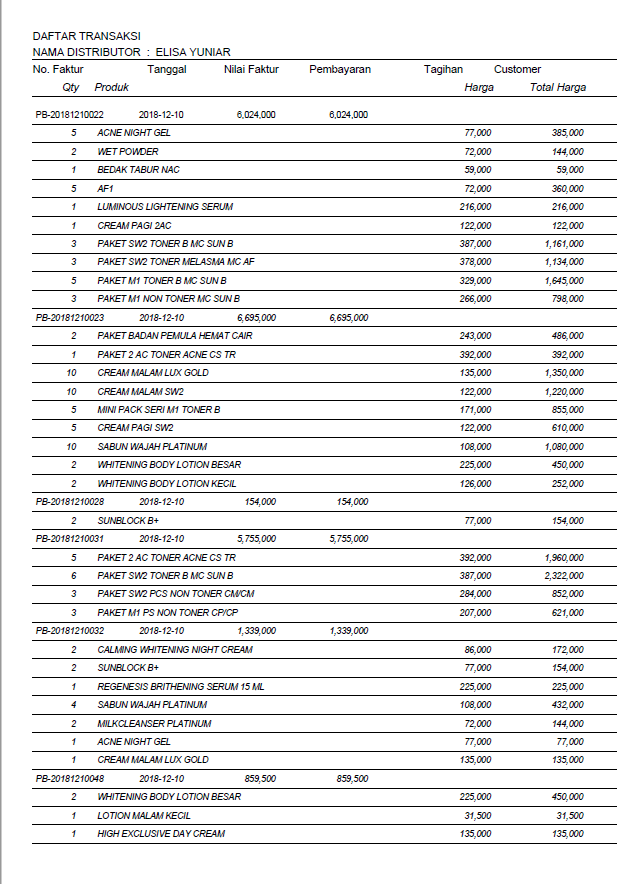 DAFTAR TRANSAKSI
NAMA DISTRIBUTOR : ELISA YUNIAR
No. Faktur Tanggal Nilai Faktur Pembayaran Tagihan Customer
Qty Produk Harga Total Harga
PB-20181210022 2018-12-10 6,024,000 6,024,000
5 ACNE NIGHT GEL 77,000 385,000
2 WET POWDER 72,000 144,000
1 BEDAK TABUR NAC 59,000 59,000
5 AF1 72,000 360,000
1 LUMINOUS LIGHTENING SERUM 216,000 216,000
1 CREAM PAGI 2AC 122,000 122,000
3 PAKET SW2 TONER B MC SUN B 387,000 1,161,000
3 PAKET SW2 TONER MELASMA MC AF 378,000 1,134,000
5 PAKET M1 TONER B MC SUN B 329,000 1,645,000
3 PAKET M1 NON TONER MC SUN B 266,000 798,000
PB-20181210023 2018-12-10 6,695,000 6,695,000
2 PAKET BADAN PEMULA HEMAT CAIR 243,000 486,000
1 PAKET 2 AC TONER ACNE CS TR 392,000 392,000
10 CREAM MALAM LUX GOLD 135,000 1,350,000
10 CREAM MALAM SW2 122,000 1,220,000
5 MINI PACK SERI M1 TONER B 171,000 855,000
5 CREAM PAGI SW2 122,000 610,000
10 SABUN WAJAH PLATINUM 108,000 1,080,000
2 WHITENING BODY LOTION BESAR 225,000 450,000
2 WHITENING BODY LOTION KECIL 126,000 252,000
PB-20181210028 2018-12-10 154,000 154,000
2 SUNBLOCK B+ 77,000 154,000
PB-20181210031 2018-12-10 5,755,000 5,755,000
5 PAKET 2 AC TONER ACNE CS TR 392,000 1,960,000
6 PAKET SW2 TONER B MC SUN B 387,000 2,322,000
3 PAKET SW2 PCS NON TONER CM/CM 284,000 852,000
3 PAKET M1 PS NON TONER CP/CP 207,000 621,000
PB-20181210032 2018-12-10 1,339,000 1,339,000
2 CALMING WHITENING NIGHT CREAM 86,000 172,000
2 SUNBLOCK B+ 77,000 154,000
1 REGENESIS BRITHENING SERUM 15 ML 225,000 225,000
4 SABUN WAJAH PLATINUM 108,000 432,000
2 MILKCLEANSER PLATINUM 72,000 144,000
1 ACNE NIGHT GEL 77,000 77,000
1 CREAM MALAM LUX GOLD 135,000 135,000
PB-20181210048 2018-12-10 859,500 859,500
2 WHITENING BODY LOTION BESAR 225,000 450,000
1 LOTION MALAM KECIL 31,500 31,500
1 HIGH EXCLUSIVE DAY CREAM 135,000 135,000